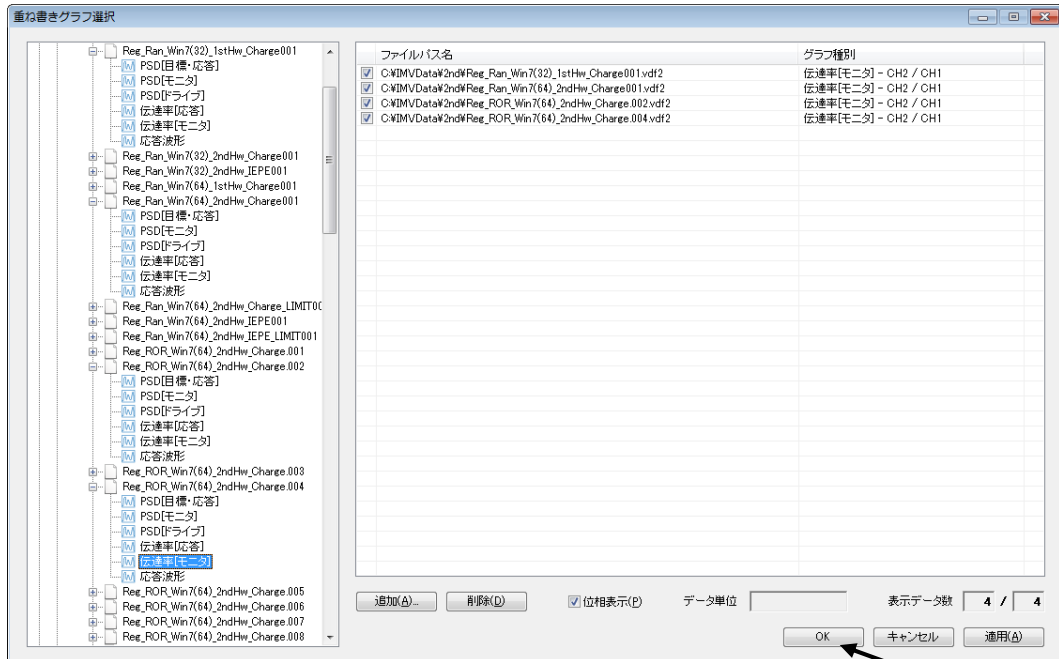 重ね書きグラフ選択
Reg_Ran_Win7(32)_1stHw_Charge001
PSD[目標・応答]
PSD[モニタ]
PSD[ドライブ]
伝達率[応答]
伝達率[モニタ]
応答波形
Reg_Ran_Win7(32)_2ndHw_Charge001
Reg_Ran_Win7(32)_2ndHw_IEPE001
Reg_Ran_Win7(64)_1stHw_Charge001
Reg_Ran_Win7(64)_2ndHw_Charge001
PSD[目標・応答]
PSD[モニタ]
PSD[ドライブ]
伝達率[応答]
伝達率[モニタ]
応答波形
Reg_Ran_Win7(64)_2ndHw_Charge_LIMIT00
Reg_Ran_Win7(64)_2ndHw_IEPE001
Reg_Ran_Win7(64)_2ndHw_IEPE_LIMIT001
Reg_ROR_Win7(64)_2ndHw_Charge.001
Reg_ROR_Win7(64)_2ndHw_Charge.002
PSD[目標・応答]
PSD[モニタ]
PSD[ドライブ]
伝達率[応答]
伝達率[モニタ]
応答波形
Reg_ROR_Win7(64)_2ndHw_Charge.003
Reg_ROR_Win7(64)_2ndHw_Charge.004
PSD[目標・応答]
PSD[モニタ]
PSD[ドライブ]
伝達率[応答]
伝達率[モニタ]
応答波形
Reg_ROR_Win7(64)_2ndHw_Charge.005
Reg_ROR_Win7(64)_2ndHw_Charge.006
Reg_ROR_Win7(64)_2ndHw_Charge.007
Reg_ROR_Win7(64)_2ndHw_Charge.008
ファイルパス名 グラフ種別
C:¥IMVData¥2nd¥Reg_Ran_Win7(32)_1stHw_Charge001.vdf2 伝達率[モニタ] - CH2 / CH1
C:¥IMVData¥2nd¥Reg_Ran_Win7(64)_2ndHw_Charge001.vdf2 伝達率[モニタ] - CH2 / CH1
C:¥IMVData¥2nd¥Reg_ROR_Win7(64)_2ndHw_Charge.002.vdf2 伝達率[モニタ] - CH2 / CH1
C:¥IMVData¥2nd¥Reg_ROR_Win7(64)_2ndHw_Charge.004.vdf2 伝達率[モニタ] - CH2 / CH1
追加(A)... 削除(D) 位相表示(P) データ単位 表示データ数 4 / 4
OK キャンセル 適用(A)